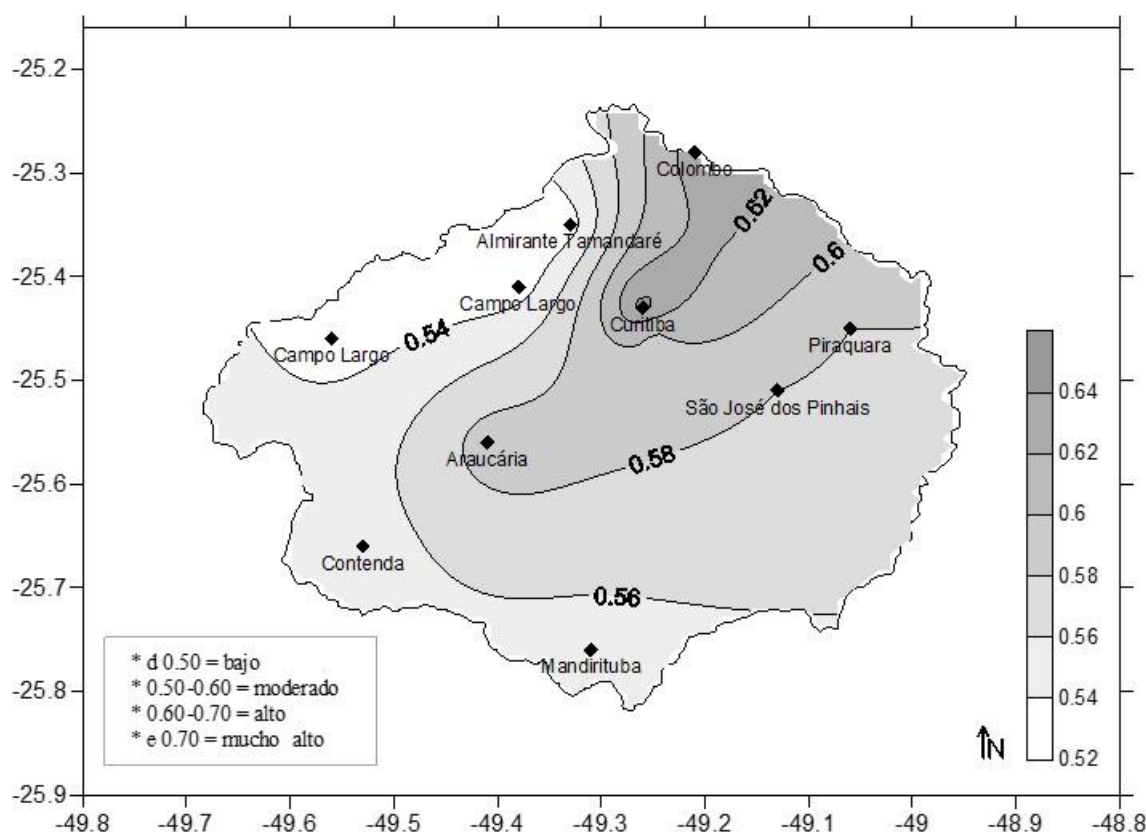 -25.2
-25.3
-25.4
-25.5
-25.6
-25.7
-25.8
-25.9
-49.8 -49.7 -49.6 -49.5 -49.4 -49.3 -49.2 -49.1 -49 -48.9 -48.8
Colombo
0.62
Almirante Tamandaré
0.6
Campo Largo
Curitiba
0.54
Piraquara
Campo Largo
São José dos Pinhais
Araucária
0.58
Contenda
0.56
Mandirituba
* d 0.50 = bajo
* 0.50-0.60 = moderado
* 0.60-0.70 = alto
* e 0.70 = mucho alto
N
0.64
0.62
0.6
0.58
0.56
0.54
0.52